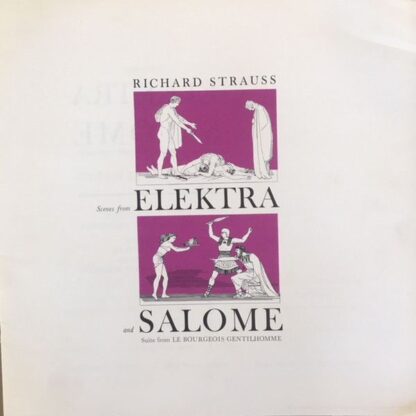 RICHARD STRAUSS
Scenes from ELEKTRA
and SALOME
Suite from LE BOURGEOIS GENTILHOMME